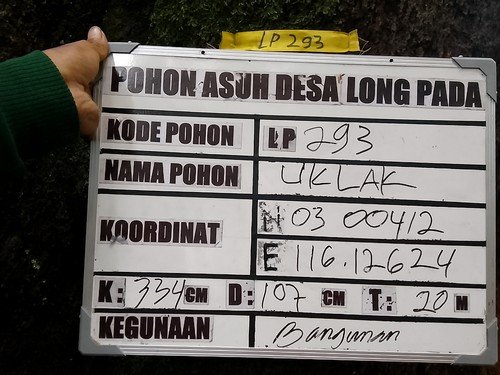 LP 293
POHON ASUH DESA LONG PADA
KODE POHON LP 293
NAMA POHON UKLAK
KOORDINAT N 03 00412
E 116.12624
K: 334 CM D: 107 CM T: 20 M
KEGUNAAN Bangunan